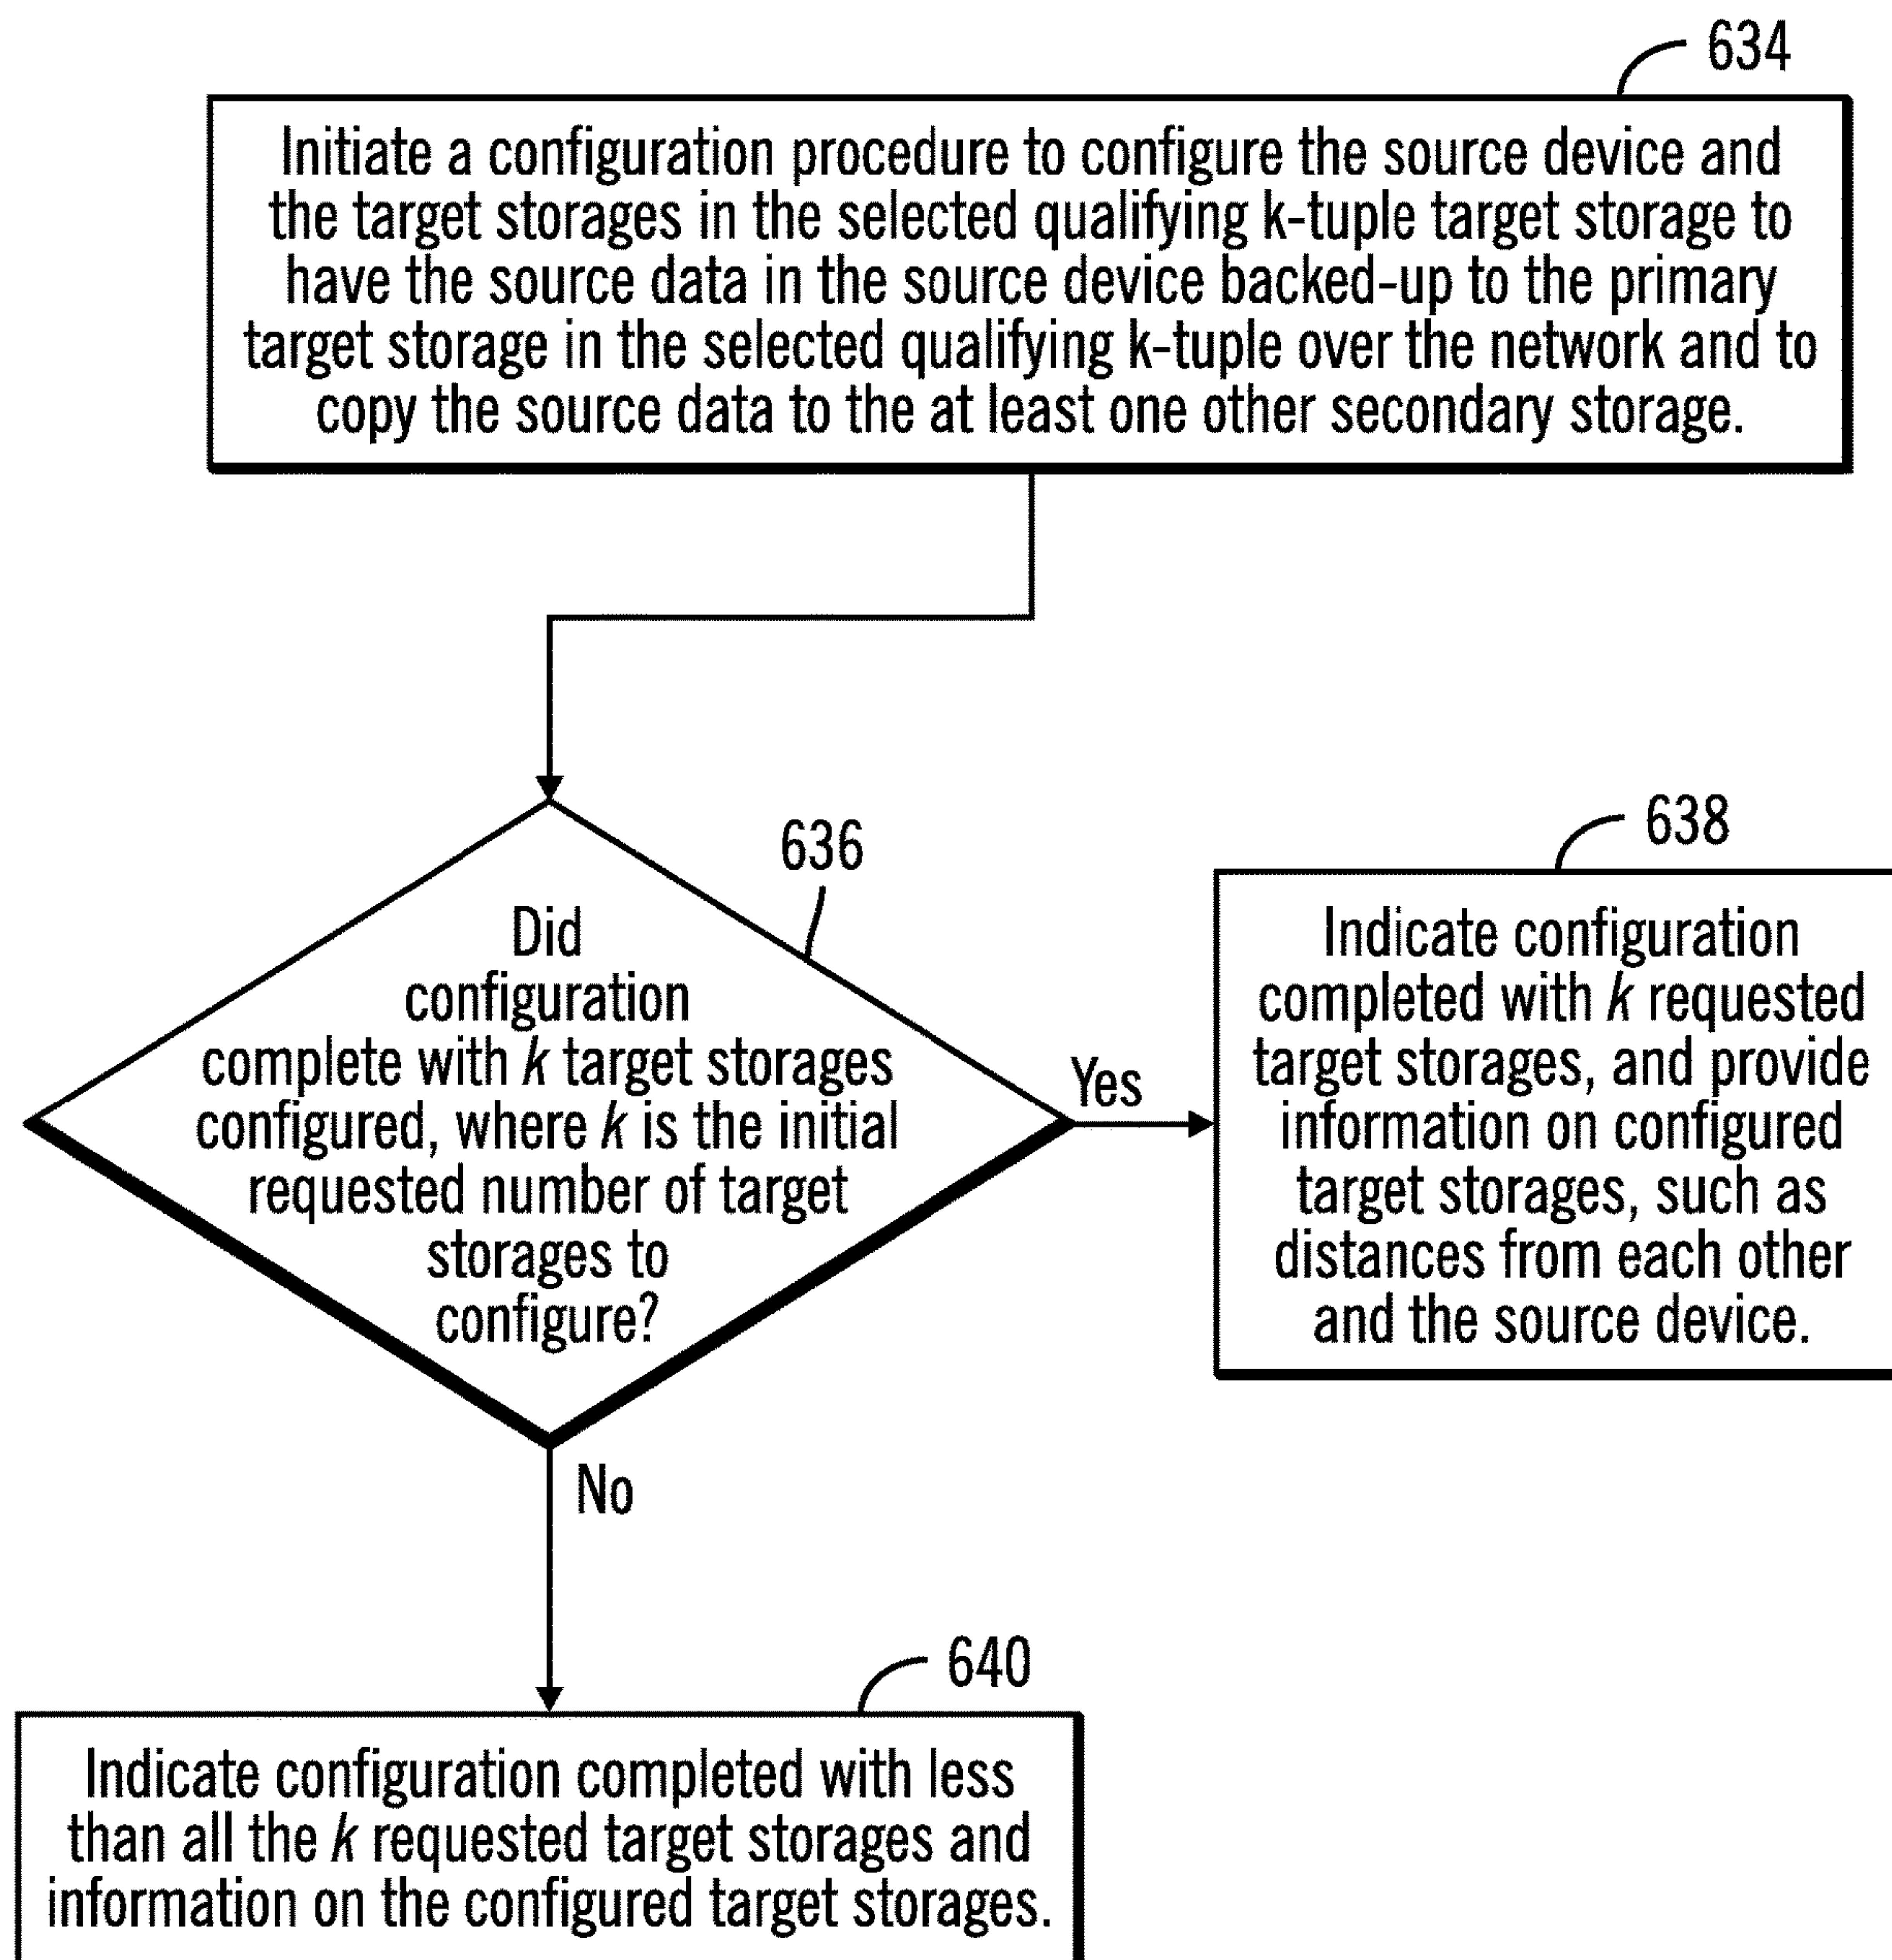 634
Initiate a configuration procedure to configure the source device and
the target storages in the selected qualifying k-tuple target storage to
have the source data in the source device backed-up to the primary
target storage in the selected qualifying k-tuple over the network and to
copy the source data to the at least one other secondary storage.
636
Did
configuration
complete with k target storages
configured, where k is the initial
requested number of target
storages to
configure?
Yes
638
Indicate configuration
completed with k requested
target storages, and provide
information on configured
target storages, such as
distances from each other
and the source device.
No
640
Indicate configuration completed with less
than all the k requested target storages and
information on the configured target storages.